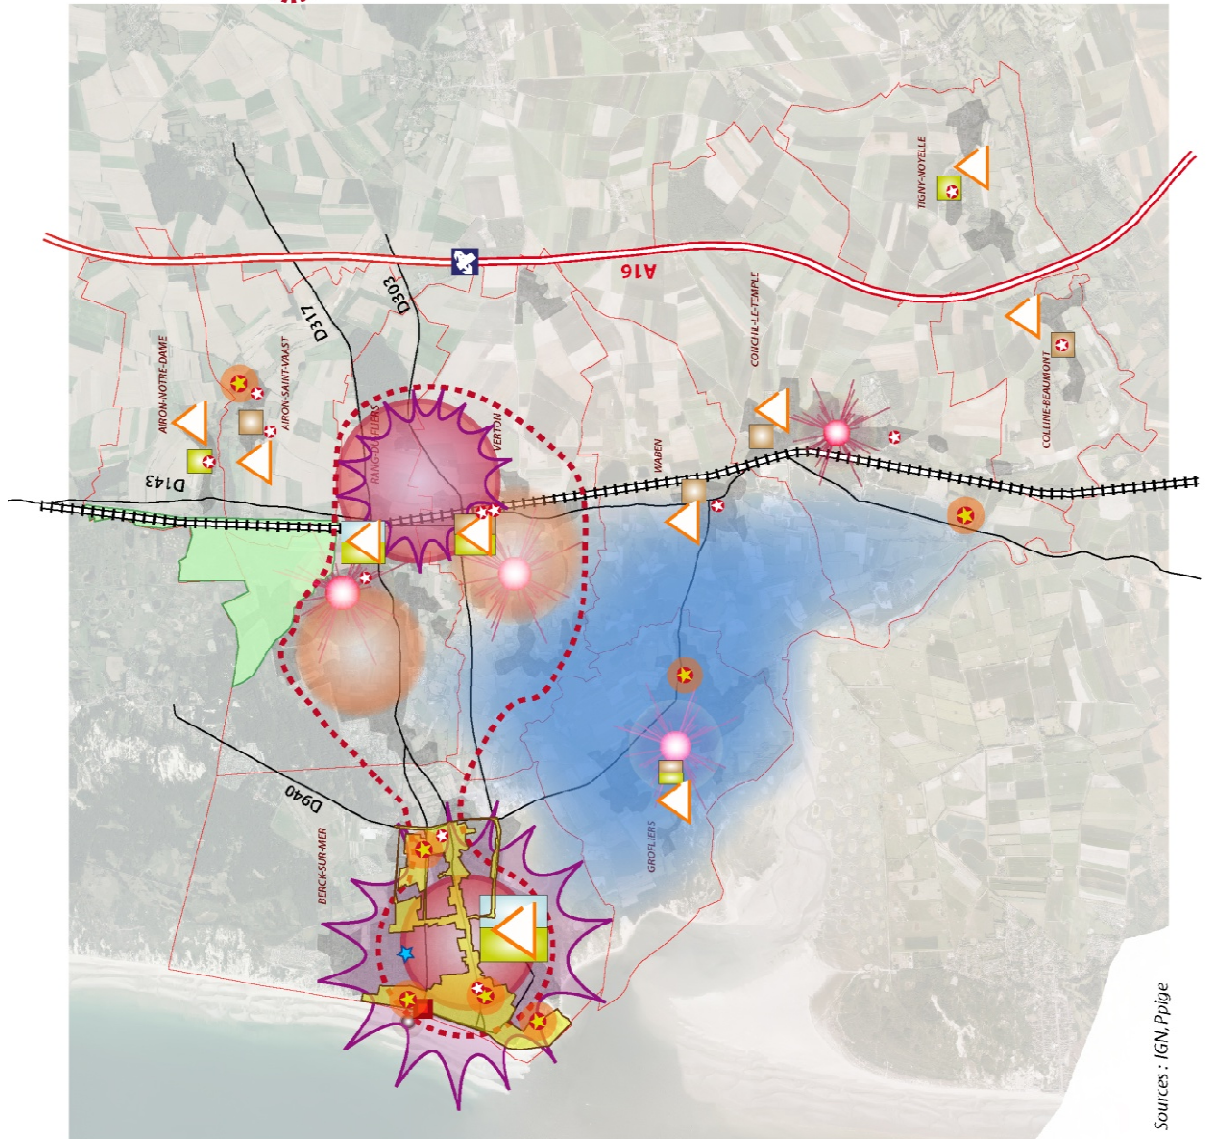 TIGNY-NOYELLE
A16
D317
D303
CONCHIL-LE-TEMPLE
AIRON-NOTRE-DAME
AIRON-SAINT-VAAST
COLLINE-BEAUMONT
RANG-DU-FLIERS
VERTON
WABEN
D143
D940
BERCK-SUR-MER
GROFLIERS
Sources : IGN, Ppige